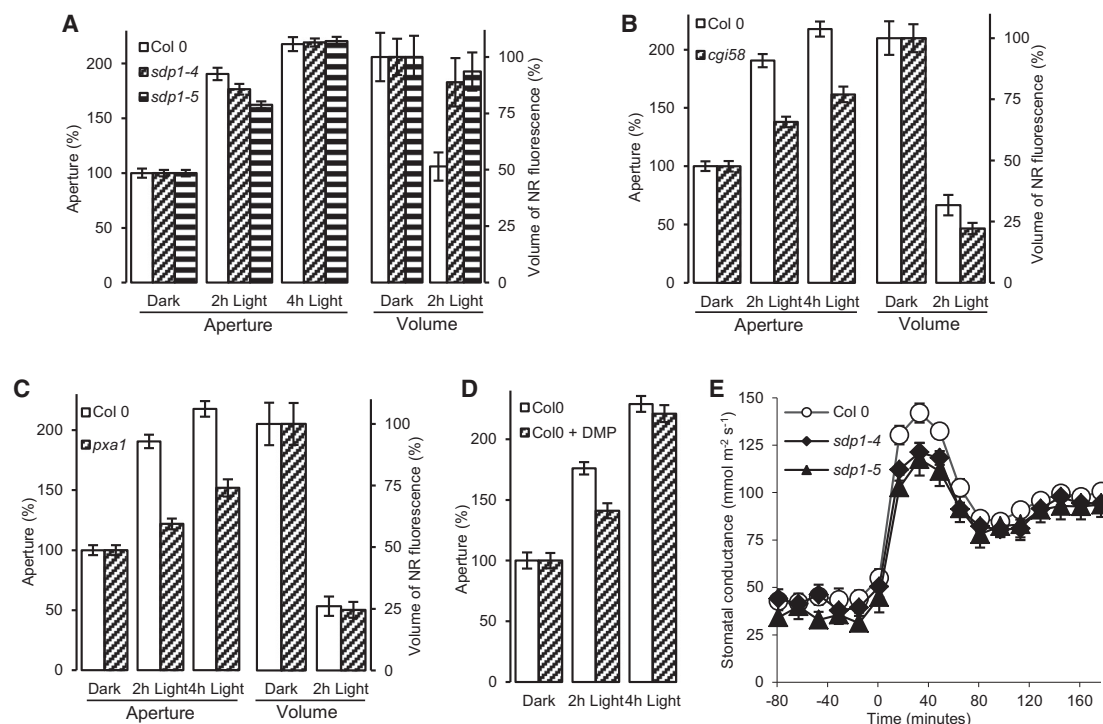 A
Col 0
sdp1-4
sdp1-5
Aperture (%)
200
150
100
50
0
100
75
50
25
0
Volume of NR fluorescence (%)
Dark 2h Light 4h Light Dark 2h Light
Aperture Volume
B
Col 0
cgi58
Aperture (%)
200
150
100
50
0
100
75
50
25
0
Volume of NR fluorescence (%)
Dark 2h Light 4h Light Dark 2h Light
Aperture Volume
C
Col 0
pxa1
Aperture (%)
200
150
100
50
0
100
75
50
25
0
Volume of NR fluorescence (%)
Dark 2h Light 4h Light Dark 2h Light
Aperture Volume
D
Col0
Col0 + DMP
Aperture (%)
200
150
100
50
0
Dark 2h Light 4h Light
E
Col 0
sdp1-4
sdp1-5
Stomatal conductance (mmol m⁻² s⁻¹)
150
125
100
75
50
25
0
-80 -40 0 40 80 120 160
Time (minutes)